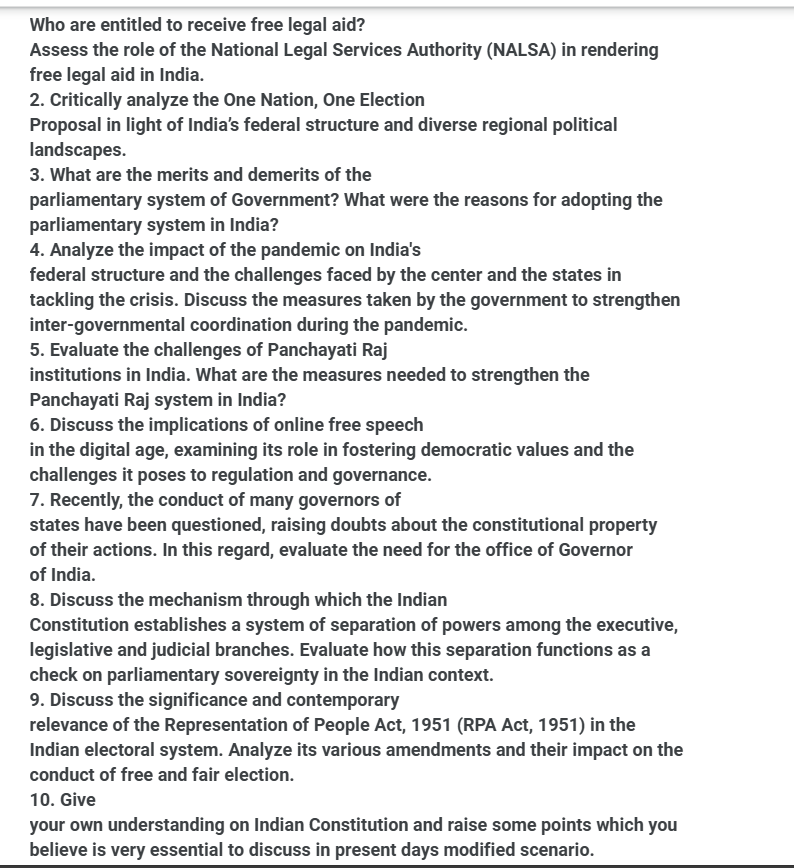 Who are entitled to receive free legal aid?
Assess the role of the National Legal Services Authority (NALSA) in rendering
free legal aid in India.
2. Critically analyze the One Nation, One Election
Proposal in light of India’s federal structure and diverse regional political
landscapes.
3. What are the merits and demerits of the
parliamentary system of Government? What were the reasons for adopting the
parliamentary system in India?
4. Analyze the impact of the pandemic on India's
federal structure and the challenges faced by the center and the states in
tackling the crisis. Discuss the measures taken by the government to strengthen
inter-governmental coordination during the pandemic.
5. Evaluate the challenges of Panchayati Raj
institutions in India. What are the measures needed to strengthen the
Panchayati Raj system in India?
6. Discuss the implications of online free speech
in the digital age, examining its role in fostering democratic values and the
challenges it poses to regulation and governance.
7. Recently, the conduct of many governors of
states have been questioned, raising doubts about the constitutional property
of their actions. In this regard, evaluate the need for the office of Governor
of India.
8. Discuss the mechanism through which the Indian
Constitution establishes a system of separation of powers among the executive,
legislative and judicial branches. Evaluate how this separation functions as a
check on parliamentary sovereignty in the Indian context.
9. Discuss the significance and contemporary
relevance of the Representation of People Act, 1951 (RPA Act, 1951) in the
Indian electoral system. Analyze its various amendments and their impact on the
conduct of free and fair election.
10. Give
your own understanding on Indian Constitution and raise some points which you
believe is very essential to discuss in present days modified scenario.